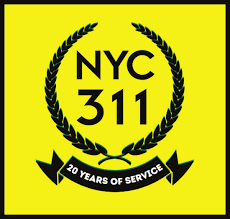 NYC
311
20 YEARS OF SERVICE